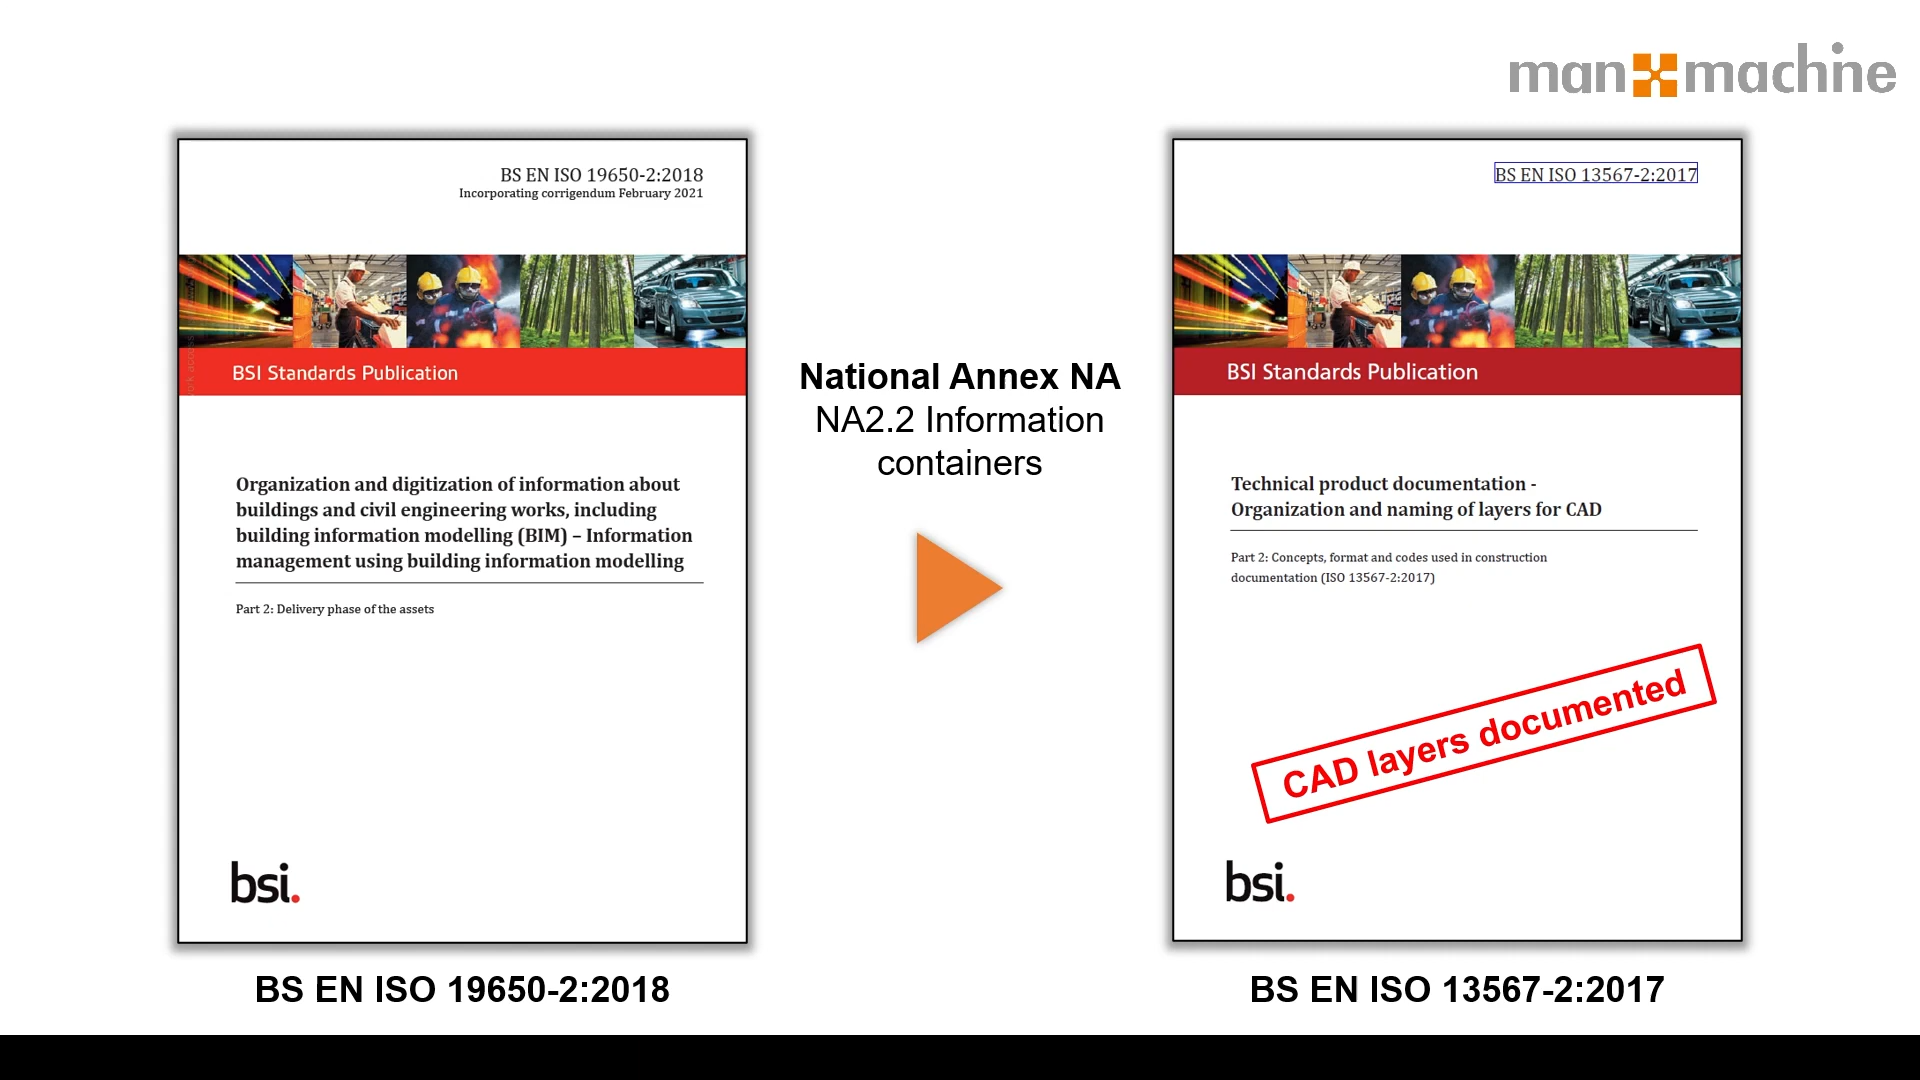 man machine
BS EN ISO 19650-2:2018
Incorporating corrigendum February 2021
BSI Standards Publication
Organization and digitization of information about
buildings and civil engineering works, including
building information modelling (BIM) – Information
management using building information modelling
Part 2: Delivery phase of the assets
bsi.
BS EN ISO 19650-2:2018
National Annex NA
NA2.2 Information
containers
BS EN ISO 13567-2:2017
BSI Standards Publication
Technical product documentation -
Organization and naming of layers for CAD
Part 2: Concepts, format and codes used in construction
documentation (ISO 13567-2:2017)
CAD layers documented
bsi.
BS EN ISO 13567-2:2017